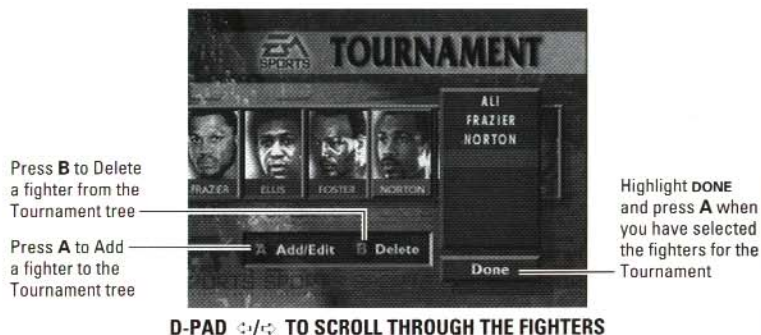 EA
SPORTS
TOURNAMENT
ALI
FRAZIER
NORTON
FRAZIER
ELLIS
FOSTER
NORTON
Press B to Delete
a fighter from the
Tournament tree
Press A to Add
a fighter to the
Tournament tree
A Add/Edit B Delete
Done
Highlight DONE
and press A when
you have selected
the fighters for the
Tournament
D-PAD ⇦/⇨ TO SCROLL THROUGH THE FIGHTERS